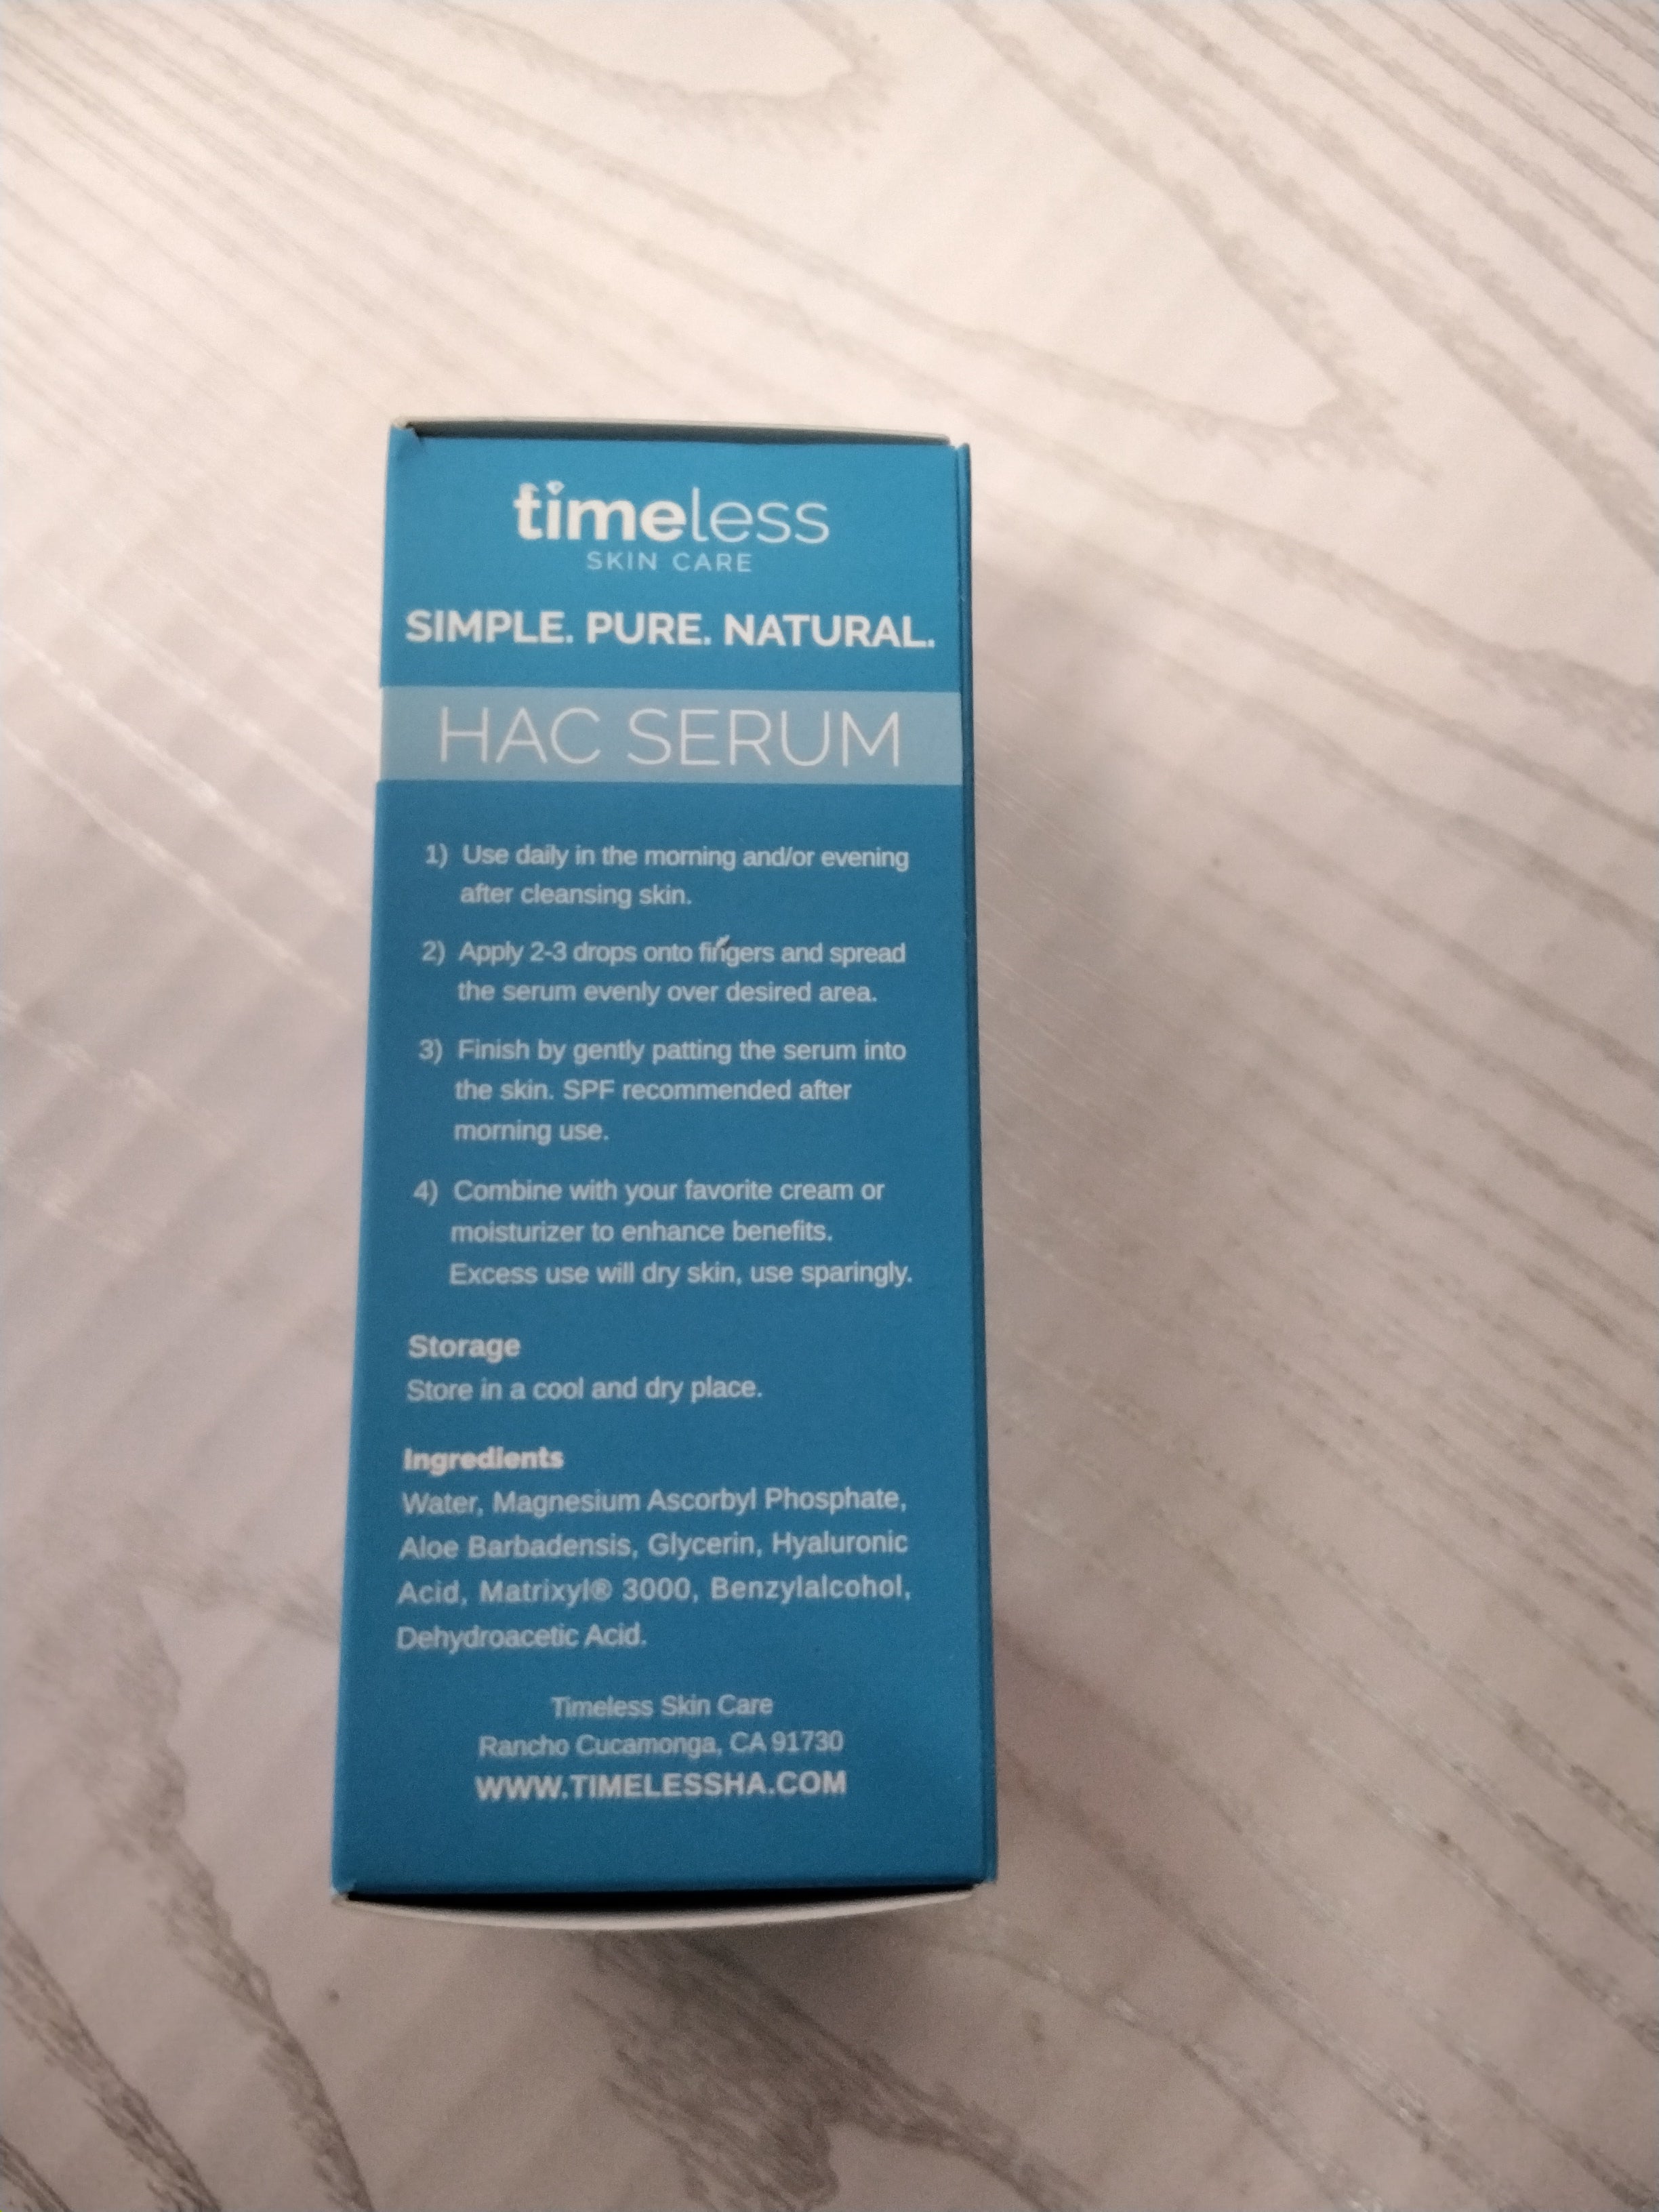 timeless
SKIN CARE
SIMPLE. PURE. NATURAL.
HAC SERUM
1) Use daily in the morning and/or evening
after cleansing skin.
2) Apply 2-3 drops onto fingers and spread
the serum evenly over desired area.
3) Finish by gently patting the serum into
the skin. SPF recommended after
morning use.
4) Combine with your favorite cream or
moisturizer to enhance benefits.
Excess use will dry skin, use sparingly.
Storage
Store in a cool and dry place.
Ingredients
Water, Magnesium Ascorbyl Phosphate,
Aloe Barbadensis, Glycerin, Hyaluronic
Acid, Matrixyl® 3000, Benzylalcohol,
Dehydroacetic Acid.
Timeless Skin Care
Rancho Cucamonga, CA 91730
WWW.TIMELESSHA.COM